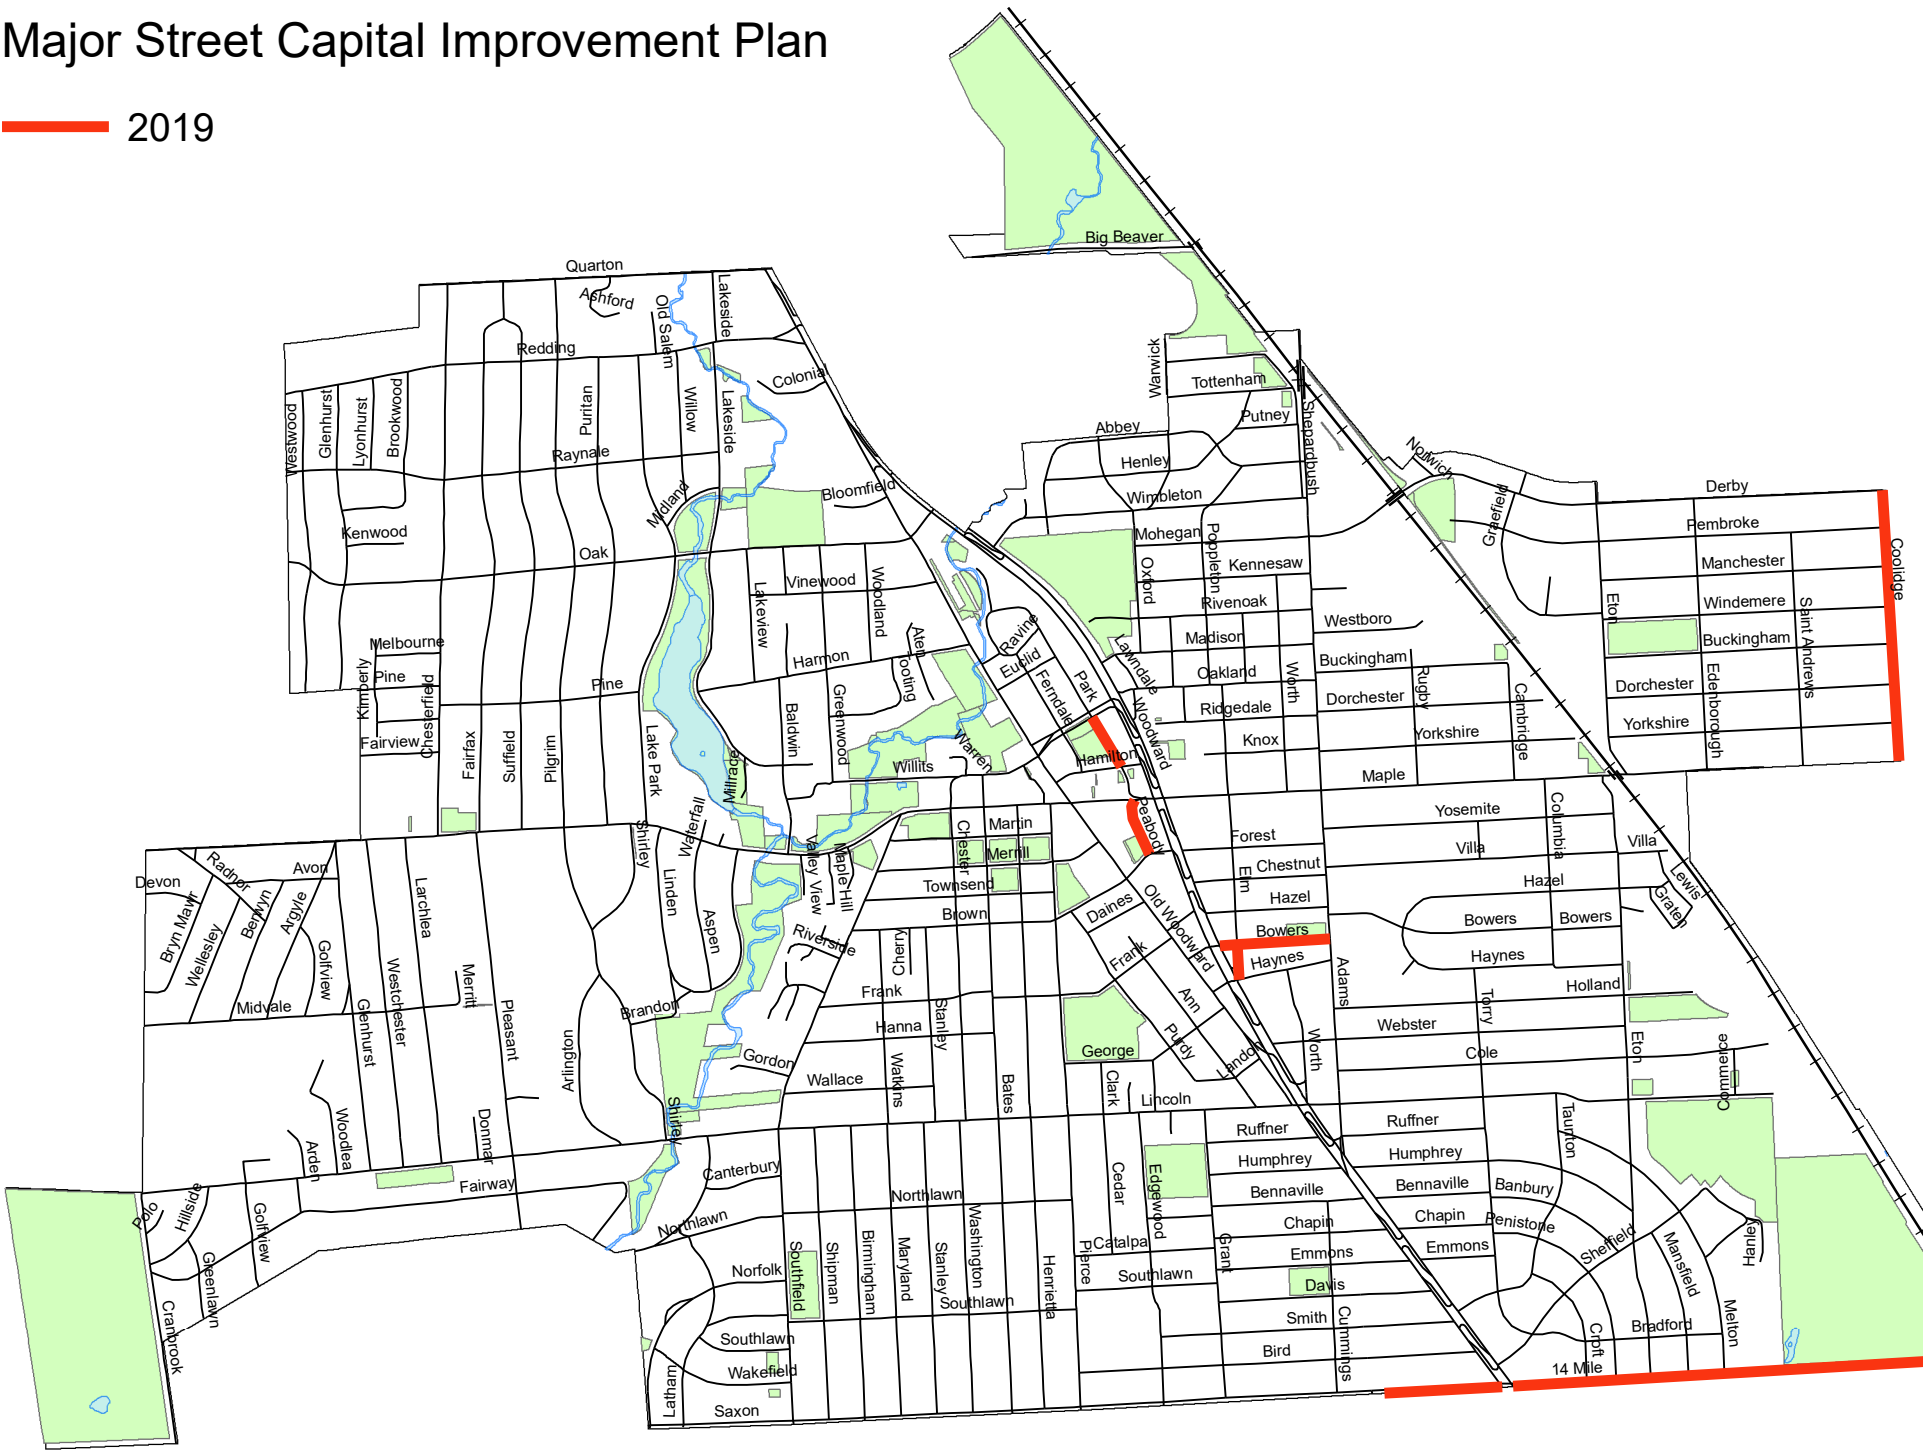 Major Street Capital Improvement Plan
2019
Big Beaver
Quarton
Ashford
Old Salem
Lakeside
Redding
Colonial
Warwick
Tottenham
Putney
Shepardbush
Westwood
Glenhurst
Lyonhurst
Brookwood
Puritan
Willow
Lakeside
Abbey
Henley
Wimbleton
Raynale
Midland
Bloomfield
Norwich
Graefield
Derby
Pembroke
Coolidge
Kenwood
Oak
Mohegan
Poppleton
Kennesaw
Oxford
Rivenoak
Manchester
Windemere
Buckingham
Saint Andrews
Eton
Vinewood
Lakeview
Woodland
Aten
Ravine
Euclid
Madison
Westboro
Melbourne
Kimberly
Pine
Chesterfield
Pine
Harmon
Tooting
Greenwood
Baldwin
Ferndale
Park
Lawndale
Oakland
Worth
Buckingham
Rugby
Dorchester
Dorchester
Edenborough
Cambridge
Fairview
Fairfax
Suffield
Pilgrim
Lake Park
Millrace
Willits
Warren
Hamilton
Woodward
Ridgedale
Knox
Yorkshire
Yorkshire
Maple
Peabody
Waterfall
Shirley
Linden
Aspen
Valley View
Maple Hill
Chester
Martin
Merrill
Townsend
Brown
Forest
Elm
Chestnut
Hazel
Bowers
Haynes
Yosemite
Columbia
Villa
Villa
Hazel
Lewis
Graten
Bowers
Bowers
Haynes
Holland
Radnor
Avon
Devon
Bryn Mawr
Wellesley
Berwyn
Argyle
Golfview
Midvale
Larchlea
Westchester
Glenhurst
Merritt
Pleasant
Arlington
Brandon
Riverside
Cherry
Frank
Hanna
Stanley
Daines
Old Woodward
Frank
Ann
Purdy
Landon
Adams
Worth
Torry
Webster
Cole
Eton
Commerce
Gordon
Wallace
Watkins
Bates
George
Clark
Lincoln
Shirley
Woodlea
Arden
Donmar
Fairway
Polo
Hillside
Golfview
Greenlawn
Cranbrook
Canterbury
Northlawn
Northlawn
Cedar
Edgewood
Ruffner
Humphrey
Bennaville
Chapin
Emmons
Davis
Smith
Bird
Ruffner
Humphrey
Bennaville
Chapin
Emmons
Taunton
Banbury
Penistone
Sheffield
Mansfield
Hanley
Melton
Croft
Bradford
14 Mile
Norfolk
Southfield
Shipman
Birmingham
Maryland
Stanley
Washington
Southlawn
Henrietta
Pierce
Catalpa
Southlawn
Grant
Cummings
Southlawn
Wakefield
Latham
Saxon